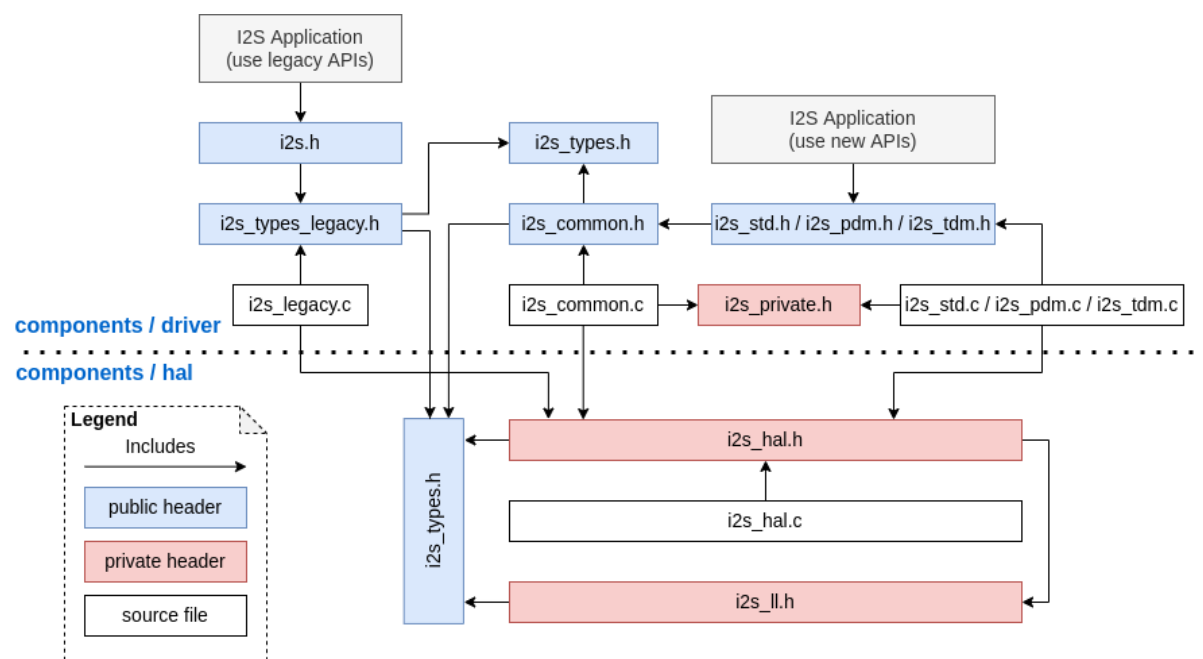 I2S Application
(use legacy APIs)
i2s.h
i2s_types.h
I2S Application
(use new APIs)
i2s_types_legacy.h
i2s_common.h
i2s_std.h / i2s_pdm.h / i2s_tdm.h
i2s_legacy.c
i2s_common.c
i2s_private.h
i2s_std.c / i2s_pdm.c / i2s_tdm.c
components / driver
components / hal
Legend
Includes
public header
private header
source file
i2s_types.h
i2s_hal.h
i2s_hal.c
i2s_ll.h